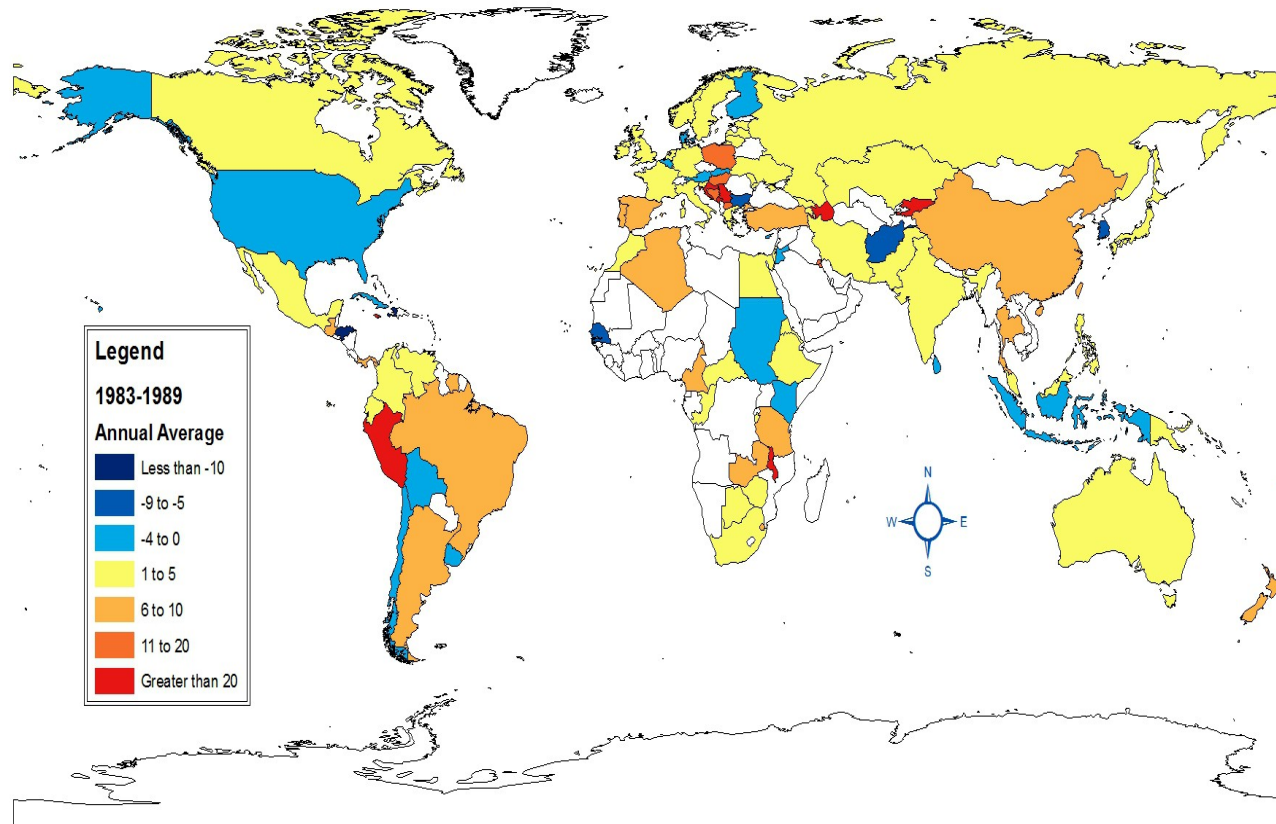 Legend
1983-1989
Annual Average
Less than -10
-9 to -5
-4 to 0
1 to 5
6 to 10
11 to 20
Greater than 20
N
W E
S